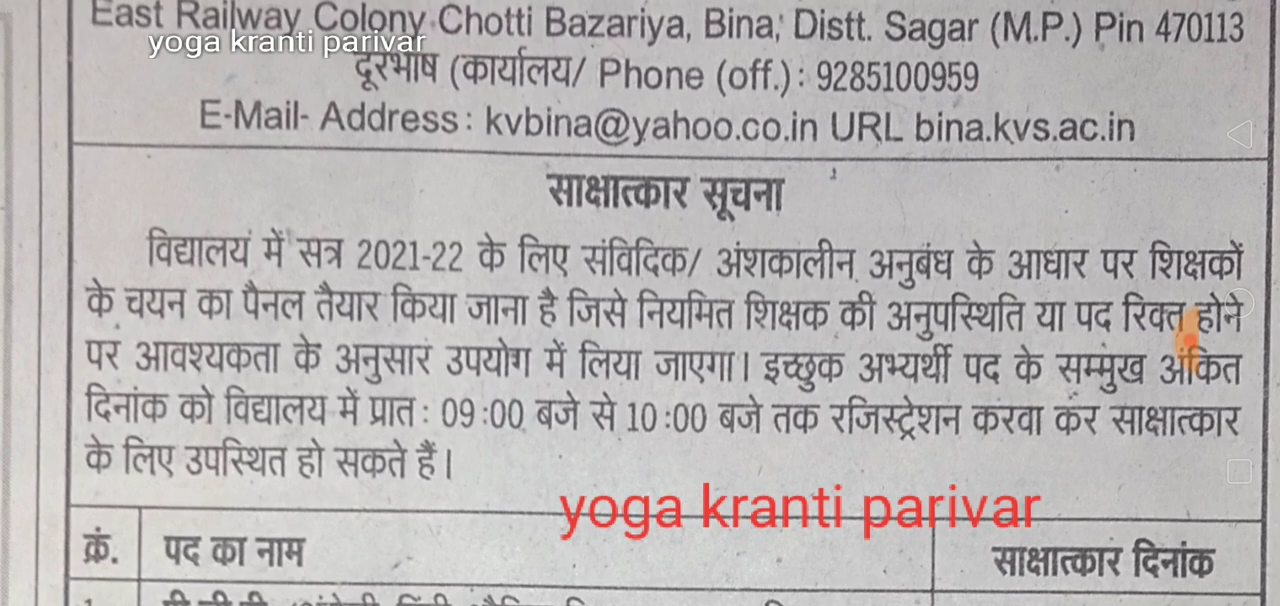 East Railway Colony Chotti Bazariya, Bina, Distt. Sagar (M.P.) Pin 470113
yoga kranti parivar
दूरभाष (कार्यालय/ Phone (off.) : 9285100959
E-Mail- Address : kvbina@yahoo.co.in URL bina.kvs.ac.in
साक्षात्कार सूचना
विद्यालय में सत्र 2021-22 के लिए संविदिक/ अंशकालीन अनुबंध के आधार पर शिक्षकों
के चयन का पैनल तैयार किया जाना है जिसे नियमित शिक्षक की अनुपस्थिति या पद रिक्त होने
पर आवश्यकता के अनुसार उपयोग में लिया जाएगा। इच्छुक अभ्यर्थी पद के सम्मुख अंकित
दिनांक को विद्यालय में प्रात : 09 :00 बजे से 10 :00 बजे तक रजिस्ट्रेशन करवा कर साक्षात्कार
के लिए उपस्थित हो सकते हैं।
yoga kranti parivar
क्रं. पद का नाम साक्षात्कार दिनांक